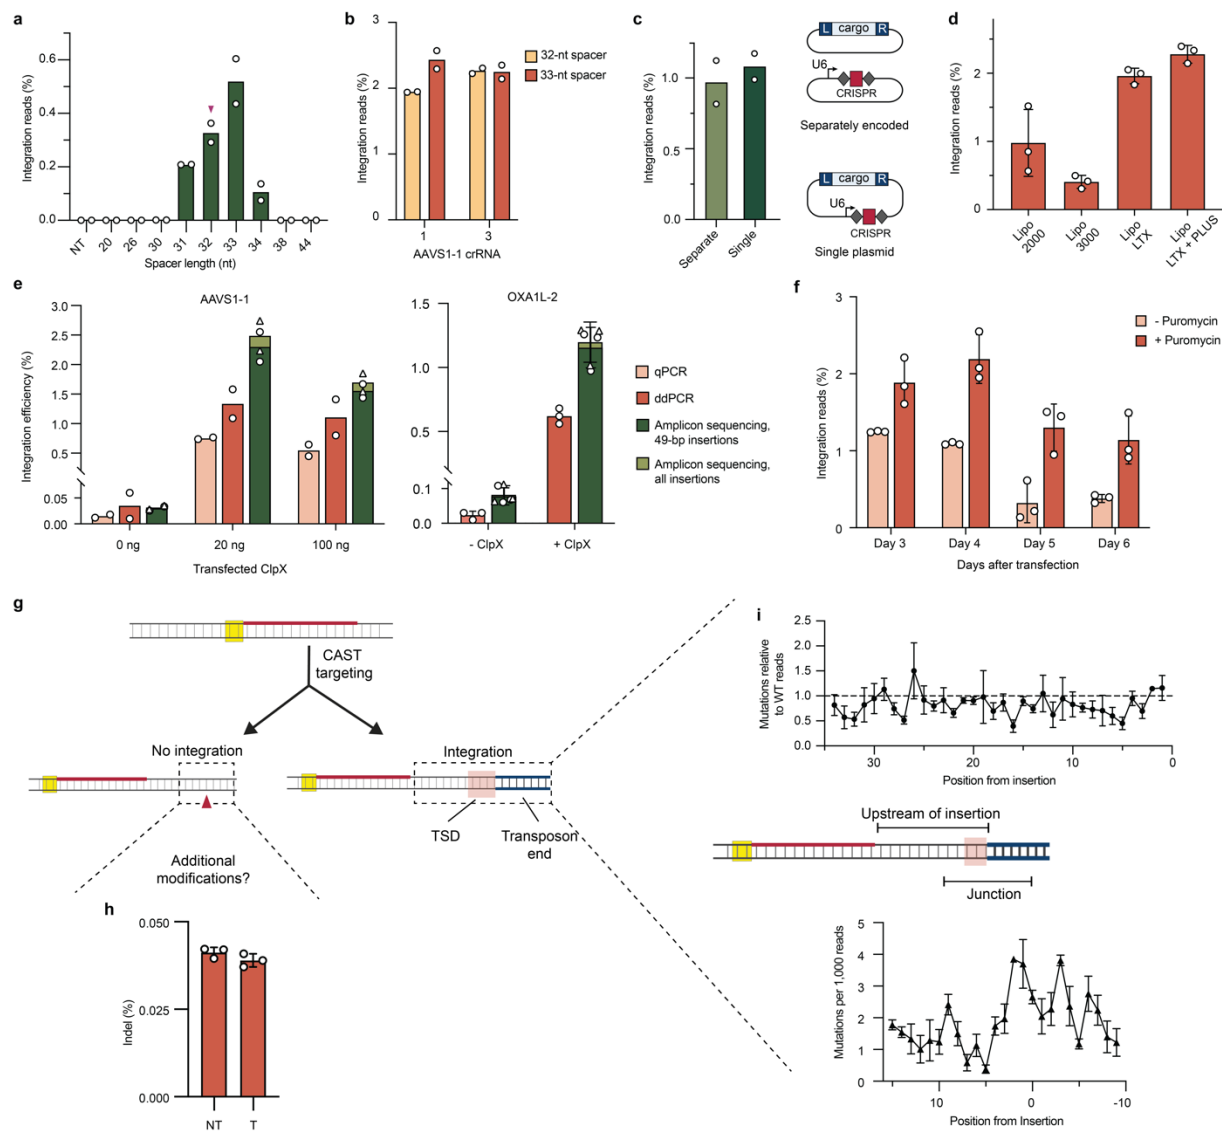 a
Integration reads (%)
0.6
0.4
0.2
0.0
NT
20
26
30
31
32
33
34
38
44
Spacer length (nt)
b
Integration reads (%)
3
2
1
0
1
3
AAVS1-1 crRNA
32-nt spacer
33-nt spacer
c
Integration reads (%)
1.0
0.5
0.0
Separate
Single
L cargo R
U6
CRISPR
Separately encoded
L cargo R
U6
CRISPR
Single plasmid
d
Integration reads (%)
3
2
1
0
Lipo 2000
Lipo 3000
Lipo LTX
Lipo LTX + PLUS
e
AAVS1-1
Integration efficiency (%)
3.0
2.5
2.0
1.5
1.0
0.5
0.05
0.00
0 ng
20 ng
100 ng
Transfected ClpX
OXA1L-2
1.5
1.0
0.5
0.1
0.0
- ClpX
+ ClpX
qPCR
ddPCR
Amplicon sequencing,
49-bp insertions
Amplicon sequencing,
all insertions
f
Integration reads (%)
3
2
1
0
Day 3
Day 4
Day 5
Day 6
Days after transfection
- Puromycin
+ Puromycin
g
CAST
targeting
No integration
Integration
TSD
Transposon
end
Additional
modifications?
h
Indel (%)
0.050
0.025
0.000
NT
T
i
Mutations relative
to WT reads
2.5
2.0
1.5
1.0
0.5
0.0
30
20
10
0
Position from insertion
Upstream of insertion
Junction
Mutations per 1,000 reads
5
4
3
2
1
0
10
0
-10
Position from Insertion